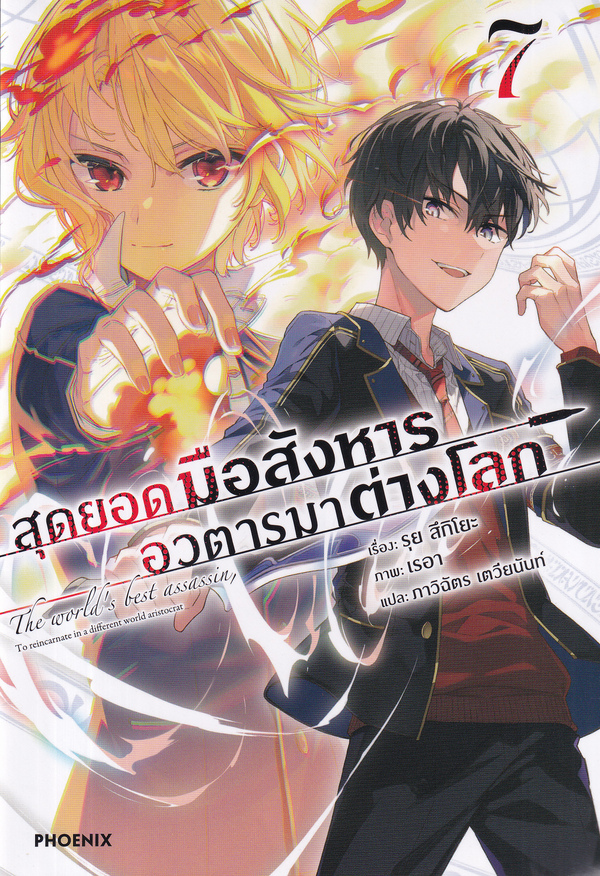 7
สุดยอดมือสังหาร
อวตารมาต่างโลก
The world's best assassin,
To reincarnate in a different world aristocrat
เรื่อง: รุย สึกิโยะ
ภาพ: เรอา
แปล: ภาวิฉัตร เตวียนันท์
PHOENIX